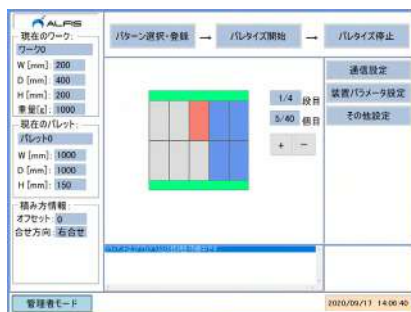 ALFIS
現在のワーク:
ワーク0
W [mm]: 200
D [mm]: 400
H [mm]: 200
重量[g]: 1000
現在のパレット:
パレット0
W [mm]: 1000
D [mm]: 1000
H [mm]: 150
積み方情報:
オフセット: 0
合せ方向: 右合せ
パターン選択・登録 → パレタイズ開始 → パレタイズ停止
1/4 段目
5/40 個目
+ −
通信設定
装置パラメータ設定
その他設定
管理者モード
2020/09/17 14:06:40